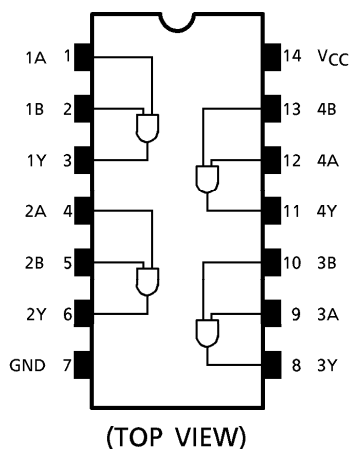 1A 1 14 VCC
1B 2 13 4B
1Y 3 12 4A
2A 4 11 4Y
2B 5 10 3B
2Y 6 9 3A
GND 7 8 3Y
(TOP VIEW)